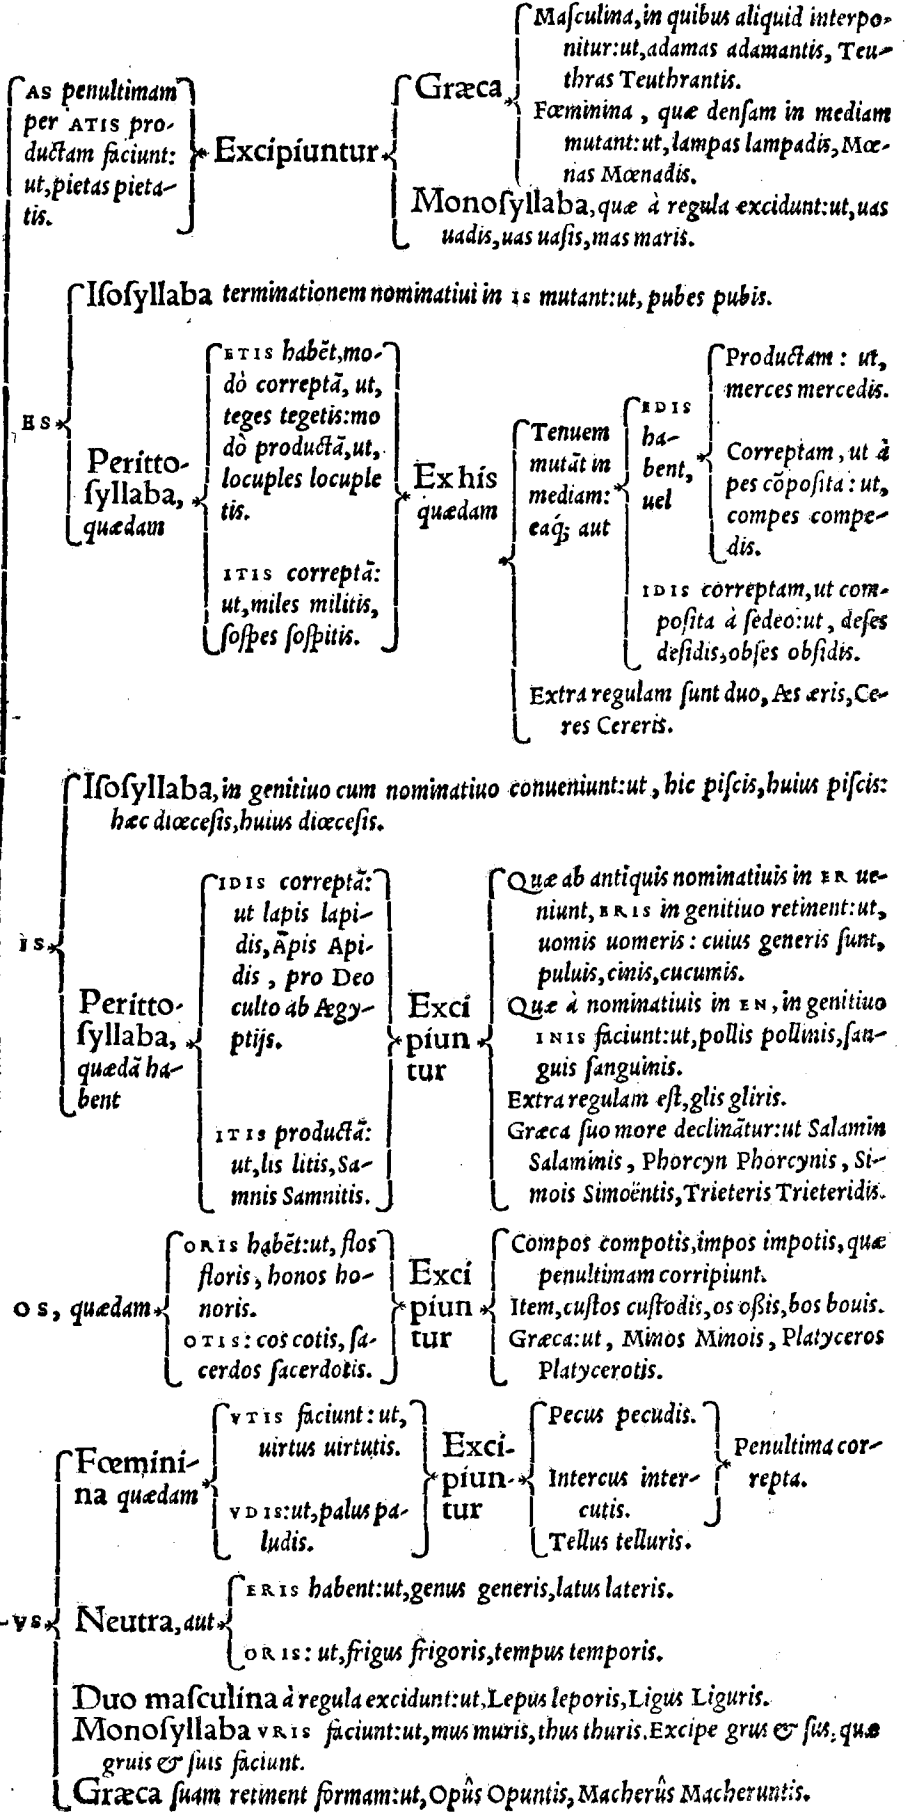 AS penultimam
per ATIS pro-
ductam faciunt:
ut, pietas pieta-
tis.
Excipiuntur
Græca,
Maſculina, in quibus aliquid interpo-
nitur: ut, adamas adamantis, Teu-
thras Teuthrantis.
Fœminina, quæ denſam in mediam
mutant: ut, lampas lampadis, Mœ-
nas Mœnadis.
Monoſyllaba, quæ à regula excidunt: ut, uas
uadis, uas uaſis, mas maris.
ES
Iſoſyllaba terminationem nominatiui in IS mutant: ut, pubes pubis.
Peritto-
ſyllaba,
quædam
ETIS habẽt, mo-
dò correptã, ut,
teges tegetis: mo
dò productã, ut,
locuples locuple
tis.
ITIS correptã:
ut, miles militis,
ſoſpes ſoſpitis.
Ex his
quædam
Tenuem
mutãt in
mediam:
eaq́; aut
EDIS
ha-
bent,
uel
Productam: ut,
merces mercedis.
Correptam, ut à
pes cõpoſita: ut,
compes compe-
dis.
IDIS correptam, ut com-
poſita à ſedeo: ut, deſes
deſidis, obſes obſidis.
Extra regulam ſunt duo, Æs æris, Ce-
res Cereris.
IS
Iſoſyllaba, in genitiuo cum nominatiuo conueniunt: ut, hic piſcis, huius piſcis:
hæc diœceſis, huius diœceſis.
Peritto-
ſyllaba,
quædã ha-
bent
IDIS correptã:
ut lapis lapi-
dis, Apis Api-
dis, pro Deo
culto ab Ægy-
ptijs.
ITIS productã:
ut, lis litis, Sa-
mnis Samnitis.
Exci
piun
tur
Quæ ab antiquis nominatiuis in ER ue-
niunt, ERIS in genitiuo retinent: ut,
uomis uomeris: cuius generis ſunt,
puluis, cinis, cucumis.
Quæ à nominatiuis in EN, in genitiuo
INIS faciunt: ut, pollis pollinis, ſan-
guis ſanguinis.
Extra regulam eſt, glis gliris.
Græca ſuo more declinãtur: ut Salamin
Salaminis, Phorcyn Phorcynis, Si-
mois Simoëntis, Trieteris Trieteridis.
OS, quædam
ORIS habẽt: ut, flos
floris, honos ho-
noris.
OTIS: cos cotis, ſa-
cerdos ſacerdotis.
Exci
piun
tur
Compos compotis, impos impotis, quæ
penultimam corripiunt.
Item, cuſtos cuſtodis, os oßis, bos bouis.
Græca: ut, Minos Minois, Platyceros
Platycerotis.
VS
Fœmini-
na quædam
VTIS faciunt: ut,
uirtus uirtutis.
VDIS: ut, palus pa-
ludis.
Exci-
piun-
tur
Pecus pecudis.
Intercus inter-
cutis.
Tellus telluris.
Penultima cor-
repta.
Neutra, aut
ERIS habent: ut, genus generis, latus lateris.
ORIS: ut, frigus frigoris, tempus temporis.
Duo maſculina à regula excidunt: ut, Lepus leporis, Ligus Liguris.
Monoſyllaba VRIS faciunt: ut, mus muris, thus thuris. Excipe grus & ſus, quæ
gruis & ſuis faciunt.
Græca ſuam retinent formam: ut, Opûs Opuntis, Macherûs Macheruntis.